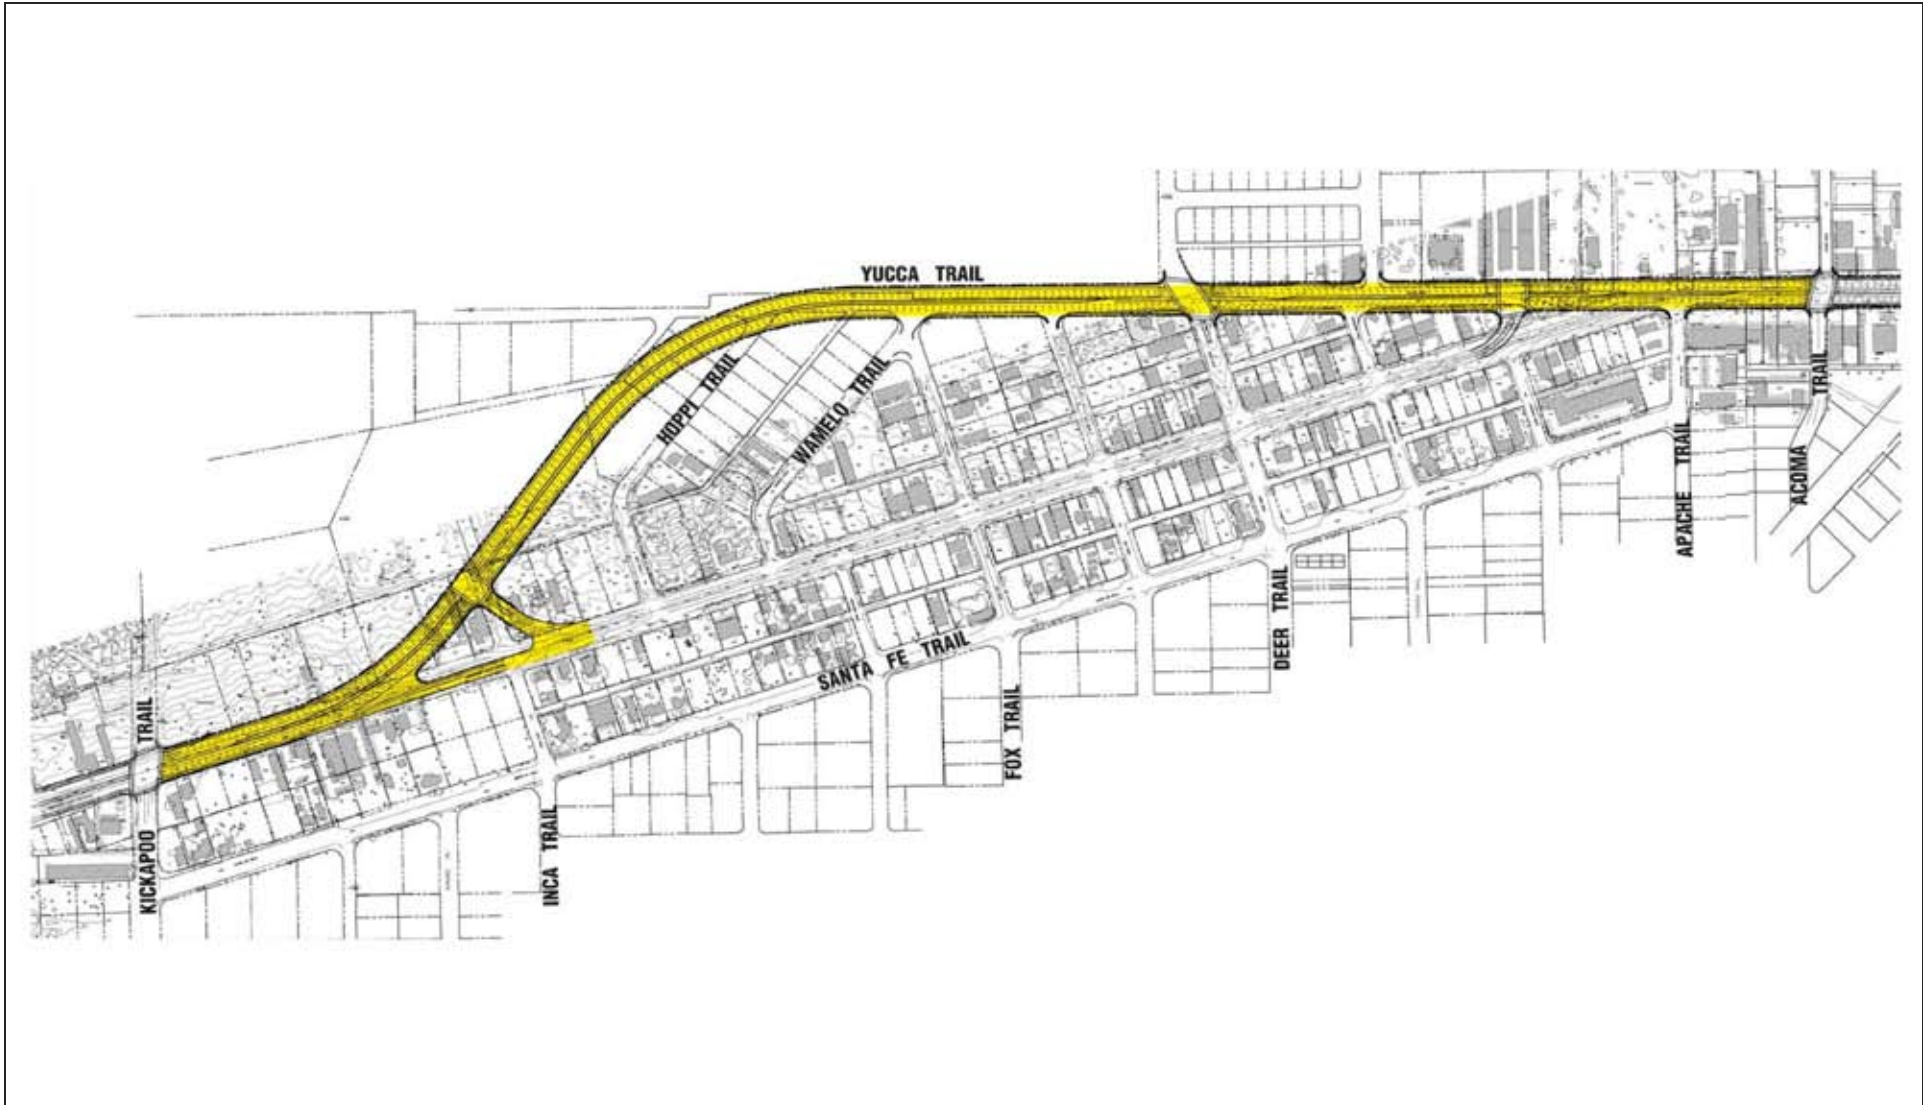 YUCCA TRAIL
HOPPI TRAIL
WAMELO TRAIL
TRAIL
ACOMA
APACHE TRAIL
DEER TRAIL
SANTA FE TRAIL
FOX TRAIL
TRAIL
KICKAPOO
INCA TRAIL